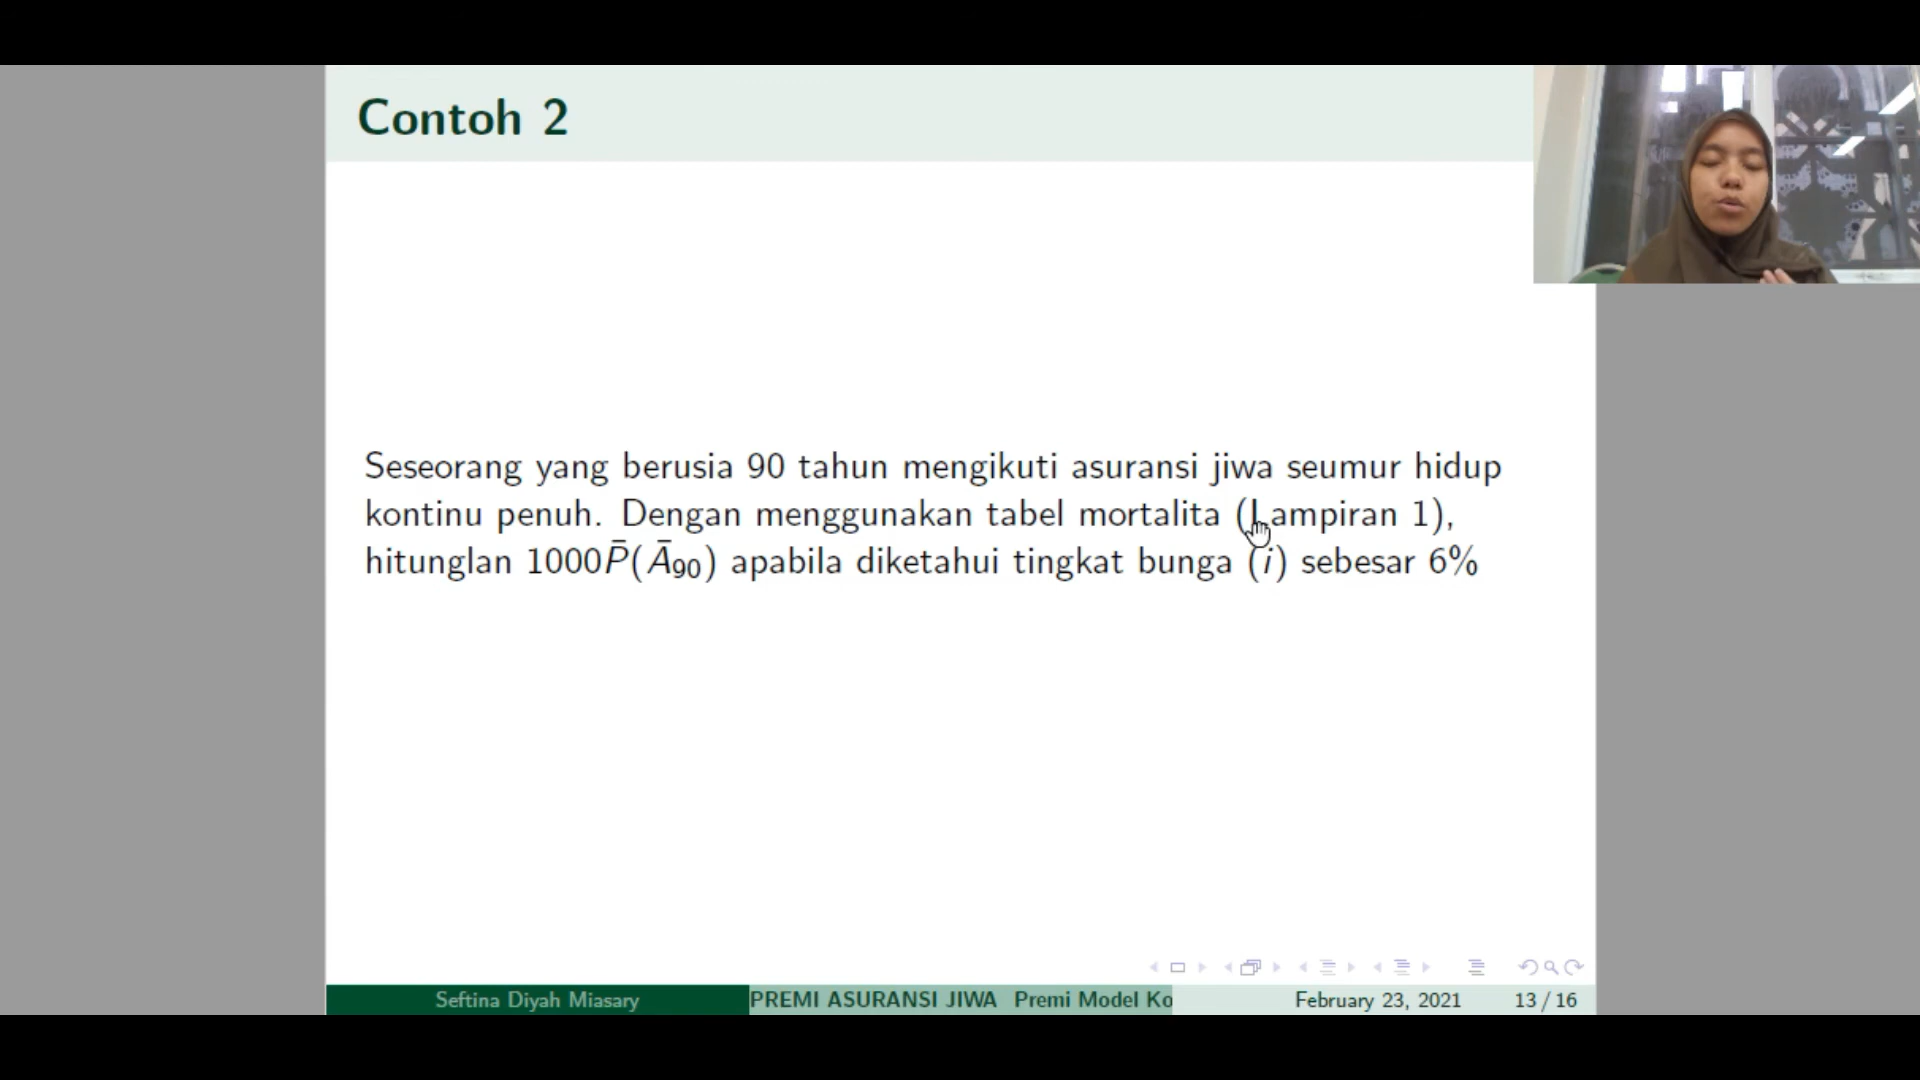 Contoh 2
Seseorang yang berusia 90 tahun mengikuti asuransi jiwa seumur hidup
kontinu penuh. Dengan menggunakan tabel mortalita (Lampiran 1),
hitunglan 1000P̄(Ā₉₀) apabila diketahui tingkat bunga (i) sebesar 6%
Seftina Diyah Miasary PREMI ASURANSI JIWA Premi Model Ko February 23, 2021 13 / 16